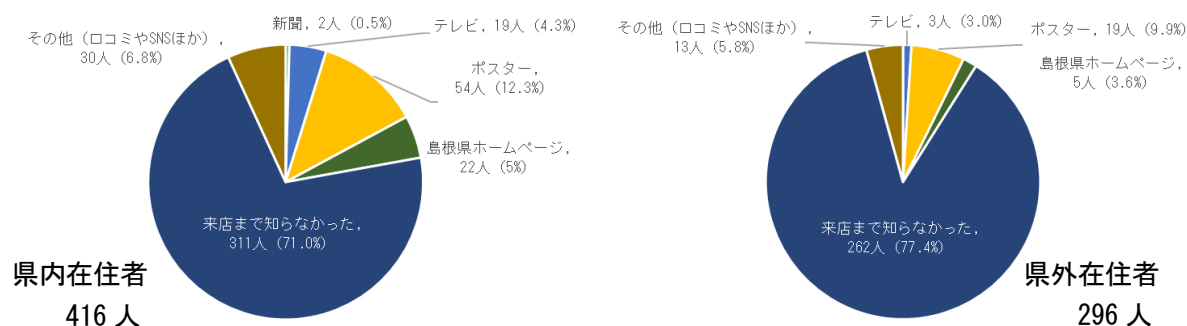 新聞, 2人 (0.5%)
テレビ, 19人 (4.3%)
その他（口コミやSNSほか）,
30人 (6.8%)
ポスター,
54人 (12.3%)
島根県ホームページ,
22人 (5%)
来店まで知らなかった,
311人 (71.0%)
県内在住者
416 人
テレビ, 3人 (3.0%)
その他（口コミやSNSほか）,
13人 (5.8%)
ポスター, 19人 (9.9%)
島根県ホームページ,
5人 (3.6%)
来店まで知らなかった,
262人 (77.4%)
県外在住者
296 人